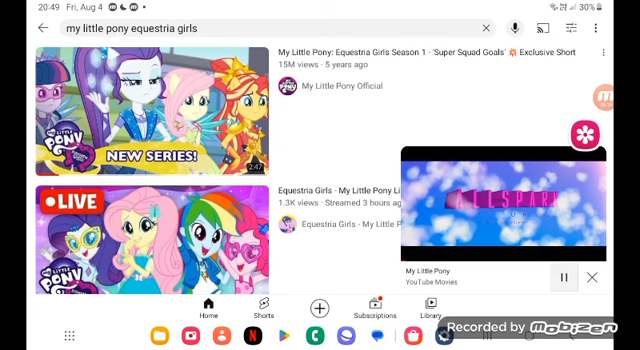 20:49 Fri, Aug 4
30%
my little pony equestria girls
My Little Pony: Equestria Girls Season 1 - 'Super Squad Goals' 💥 Exclusive Short
15M views · 5 years ago
My Little Pony Official
MY LITTLE PONY
NEW SERIES!
2:47
ALLSPARK
LIVE
Equestria Girls - My Little Pony Li
1.3K views · Streamed 3 hours ag
Equestria Girls - My Little P
MY LITTLE PONY
My Little Pony
YouTube Movies
Home
Shorts
Subscriptions
Library
Recorded by Mobizen